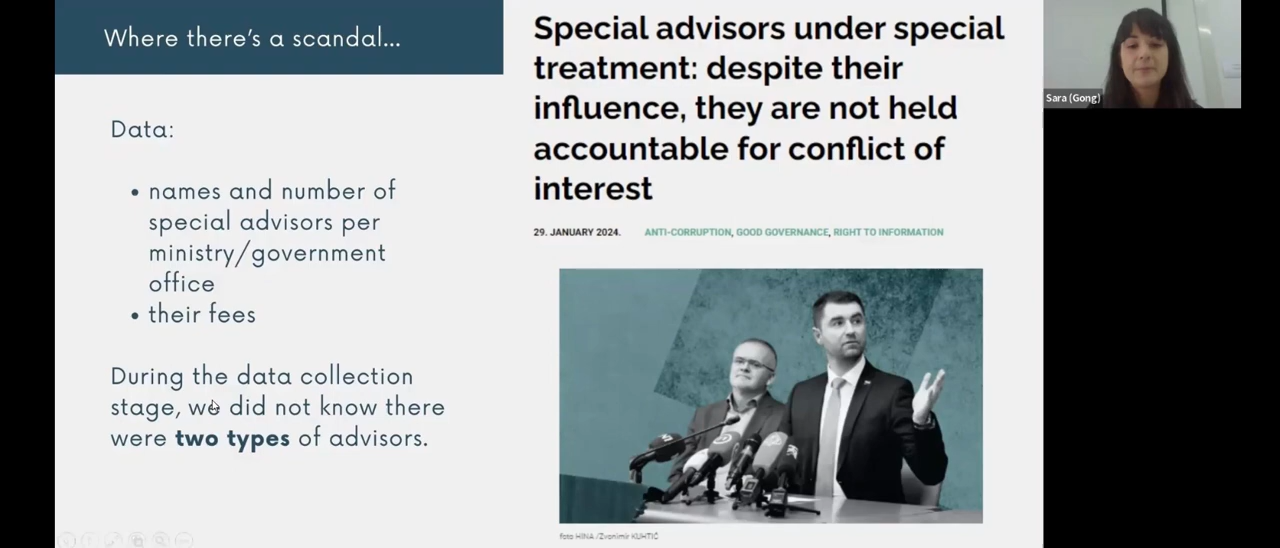 Where there's a scandal...
Data:
• names and number of
special advisors per
ministry/government
office
• their fees
During the data collection
stage, we did not know there
were two types of advisors.
Special advisors under special
treatment: despite their
influence, they are not held
accountable for conflict of
interest
29. JANUARY 2024. ANTI-CORRUPTION, GOOD GOVERNANCE, RIGHT TO INFORMATION
foto HINA /Zvonimir KUHTIĆ
Sara (Gong)